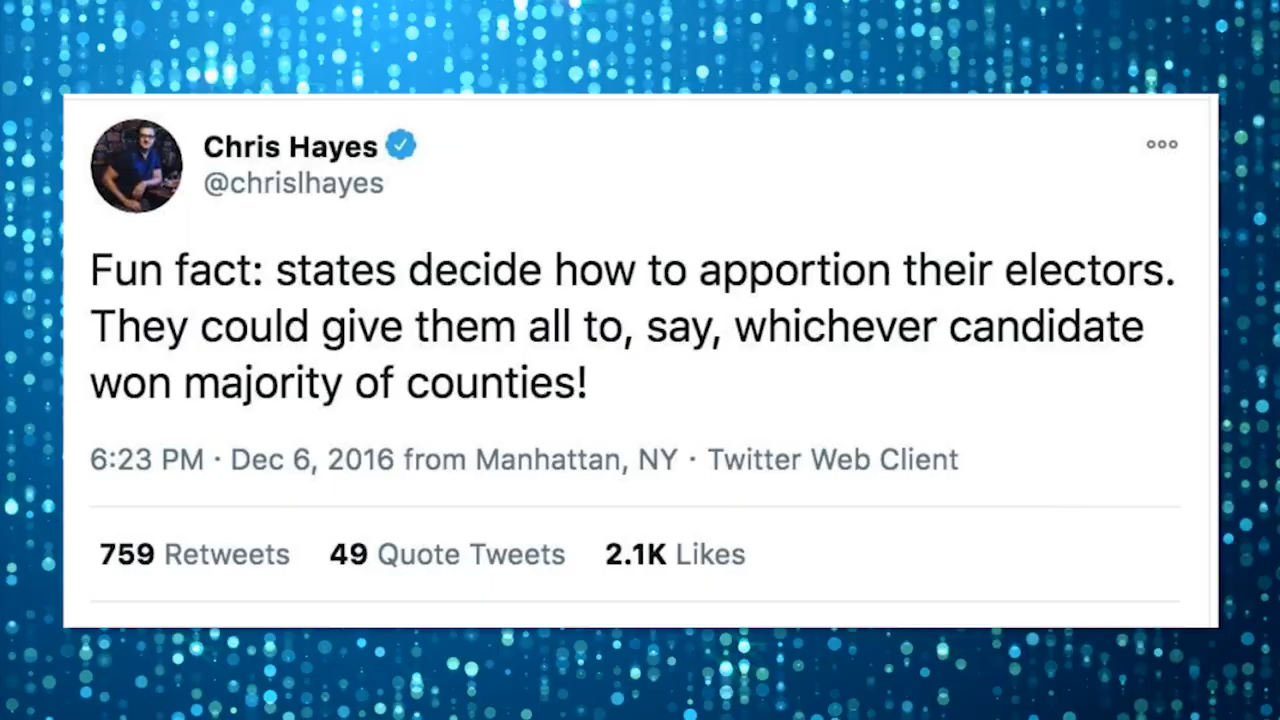 Chris Hayes
@chrislhayes
Fun fact: states decide how to apportion their electors.
They could give them all to, say, whichever candidate
won majority of counties!
6:23 PM · Dec 6, 2016 from Manhattan, NY · Twitter Web Client
759 Retweets 49 Quote Tweets 2.1K Likes